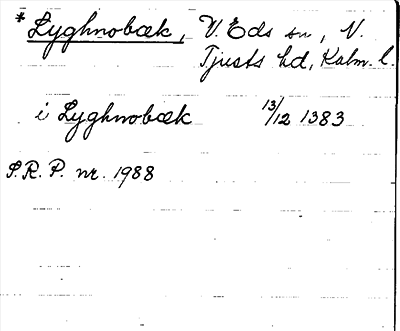 *Lyghnobæk, V. Eds sn, N.
Tjusts hd, Kalm. l.
i Lyghnobæk 13/12 1383
S.R.P. nr. 1988